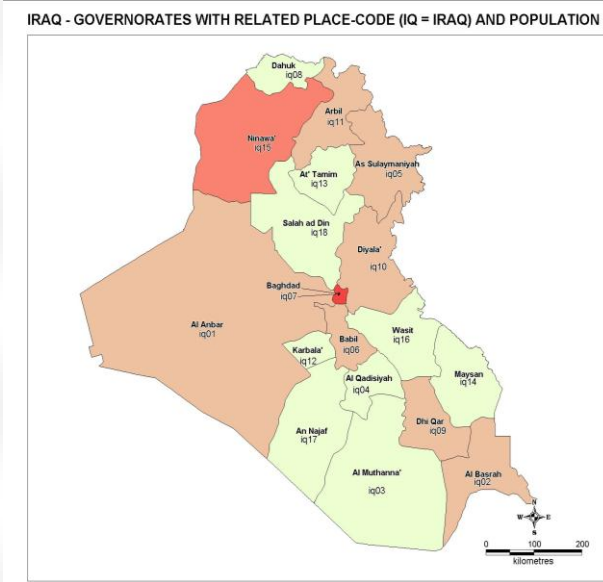 IRAQ - GOVERNORATES WITH RELATED PLACE-CODE (IQ = IRAQ) AND POPULATION
Dahuk
iq08
Ninawa'
iq15
Arbil
iq11
As Sulaymaniyah
iq05
At' Tamim
iq13
Salah ad Din
iq18
Diyala'
iq10
Baghdad
iq07
Al Anbar
iq01
Babil
iq06
Wasit
iq16
Karbala'
iq12
Al Qadisiyah
iq04
Maysan
iq14
An Najaf
iq17
Dhi Qar
iq09
Al Muthanna'
iq03
Al Basrah
iq02
N
W E
S
0 100 200
kilometres